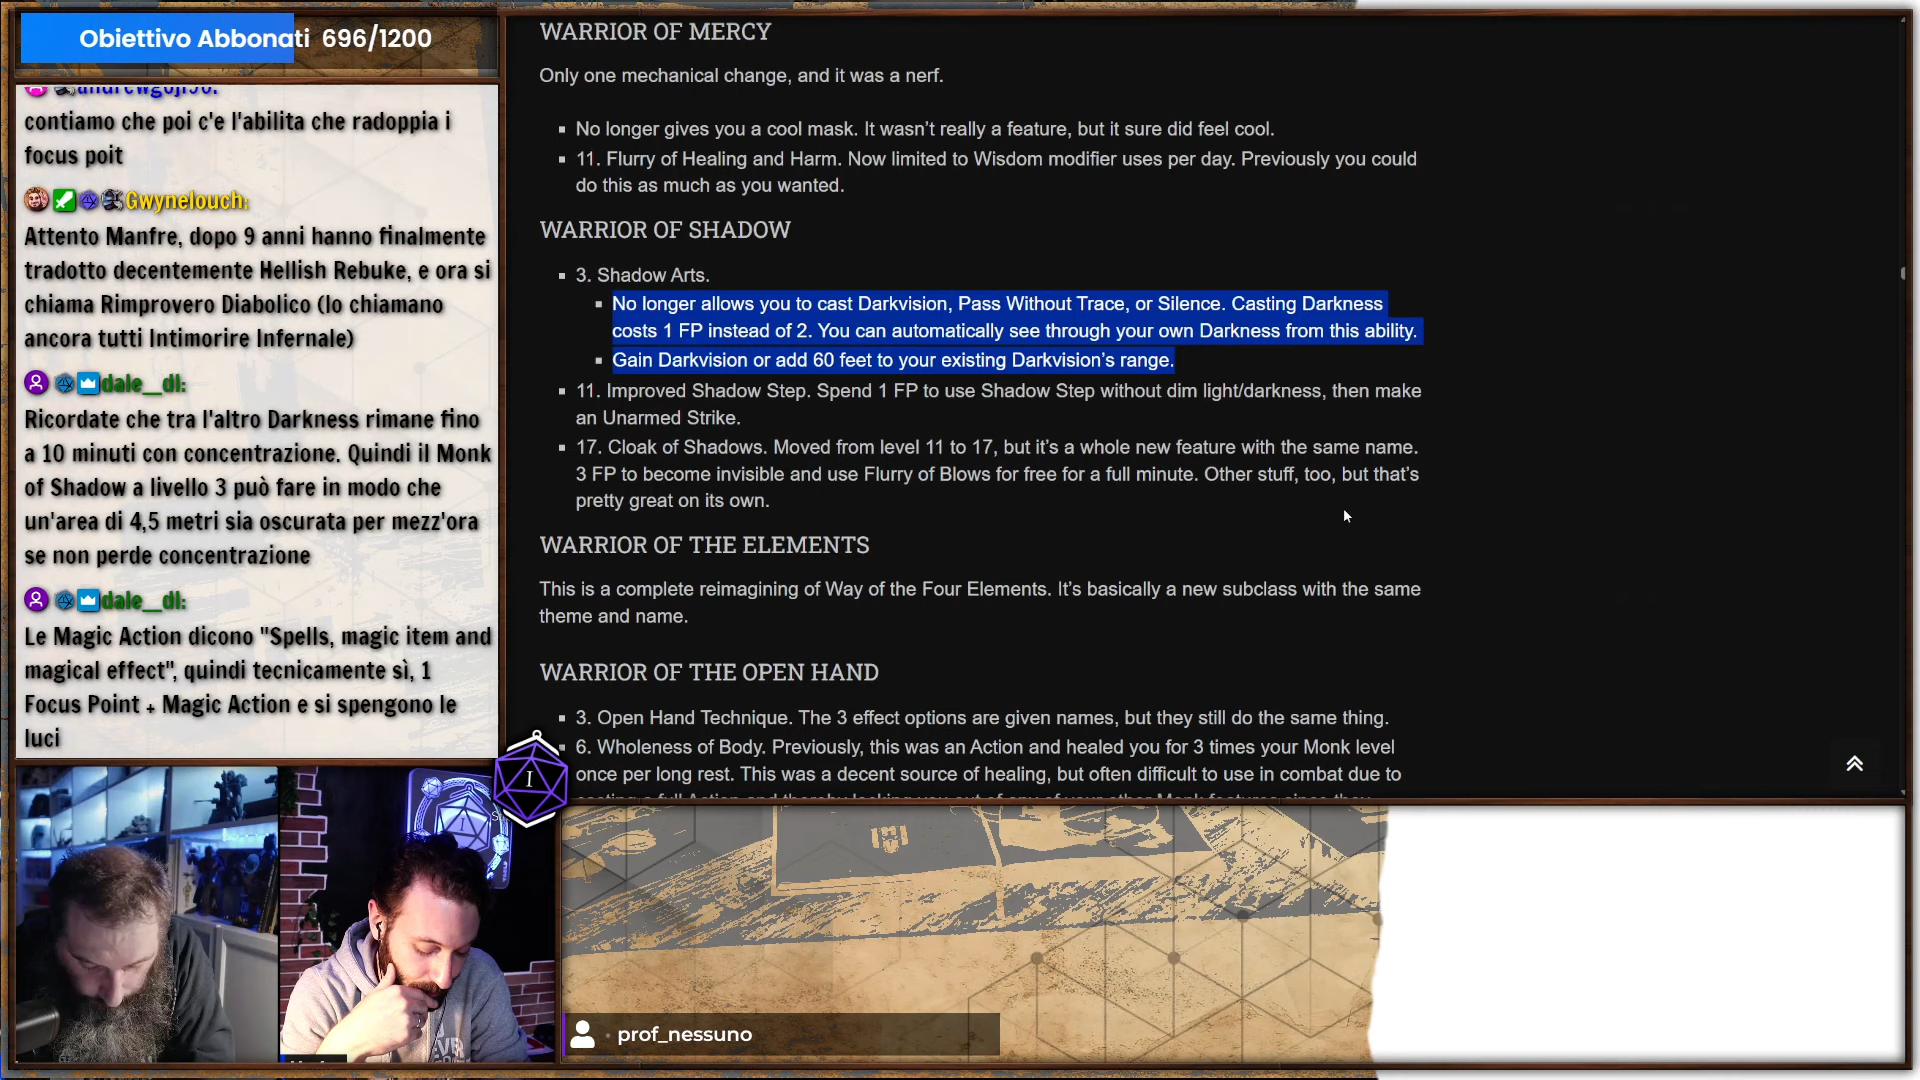 Obiettivo Abbonati 696/1200
andrewgoji90:
contiamo che poi c'e l'abilita che radoppia i
focus poit
Gwynelouch:
Attento Manfre, dopo 9 anni hanno finalmente
tradotto decentemente Hellish Rebuke, e ora si
chiama Rimprovero Diabolico (lo chiamano
ancora tutti Intimorire Infernale)
dale__dl:
Ricordate che tra l'altro Darkness rimane fino
a 10 minuti con concentrazione. Quindi il Monk
of Shadow a livello 3 può fare in modo che
un'area di 4,5 metri sia oscurata per mezz'ora
se non perde concentrazione
dale__dl:
Le Magic Action dicono "Spells, magic item and
magical effect", quindi tecnicamente sì, 1
Focus Point + Magic Action e si spengono le
luci
WARRIOR OF MERCY
Only one mechanical change, and it was a nerf.
No longer gives you a cool mask. It wasn't really a feature, but it sure did feel cool.
11. Flurry of Healing and Harm. Now limited to Wisdom modifier uses per day. Previously you could
do this as much as you wanted.
WARRIOR OF SHADOW
3. Shadow Arts.
No longer allows you to cast Darkvision, Pass Without Trace, or Silence. Casting Darkness
costs 1 FP instead of 2. You can automatically see through your own Darkness from this ability.
Gain Darkvision or add 60 feet to your existing Darkvision's range.
11. Improved Shadow Step. Spend 1 FP to use Shadow Step without dim light/darkness, then make
an Unarmed Strike.
17. Cloak of Shadows. Moved from level 11 to 17, but it's a whole new feature with the same name.
3 FP to become invisible and use Flurry of Blows for free for a full minute. Other stuff, too, but that's
pretty great on its own.
WARRIOR OF THE ELEMENTS
This is a complete reimagining of Way of the Four Elements. It's basically a new subclass with the same
theme and name.
WARRIOR OF THE OPEN HAND
3. Open Hand Technique. The 3 effect options are given names, but they still do the same thing.
6. Wholeness of Body. Previously, this was an Action and healed you for 3 times your Monk level
once per long rest. This was a decent source of healing, but often difficult to use in combat due to
I
prof_nessuno